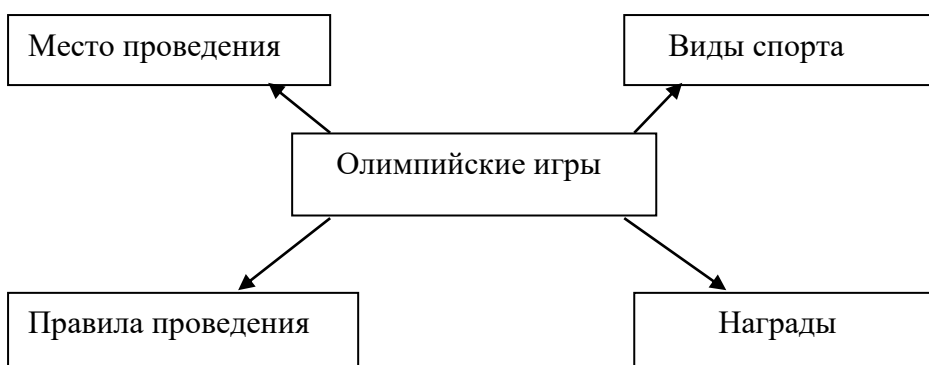 Место проведения
Виды спорта
Олимпийские игры
Правила проведения
Награды